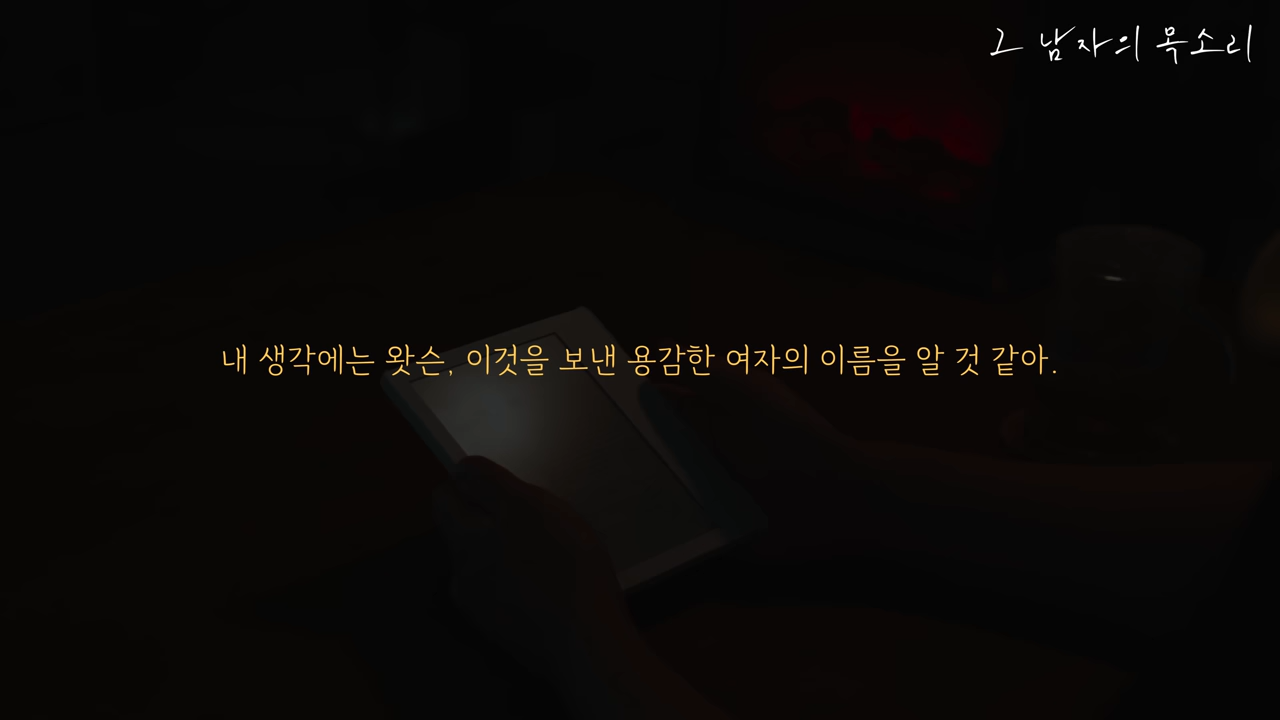 그 남자의 목소리
내 생각에는 왓슨, 이것을 보낸 용감한 여자의 이름을 알 것 같아.